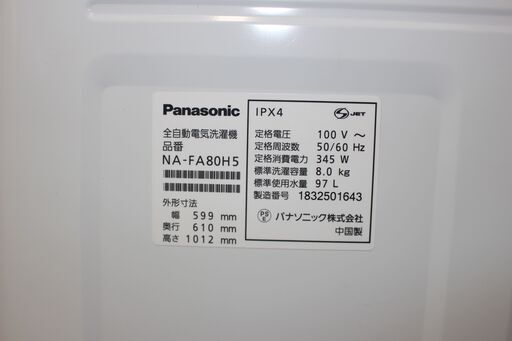 Panasonic
全自動電気洗濯機
品番
NA-FA80H5
外形寸法
幅 599 mm
奥行 610 mm
高さ 1012 mm
IPX4
S JET
定格電圧 100 V ～
定格周波数 50/60 Hz
定格消費電力 345 W
標準洗濯容量 8.0 kg
標準使用水量 97 L
製造番号 1832501643
PSE パナソニック株式会社
中国製